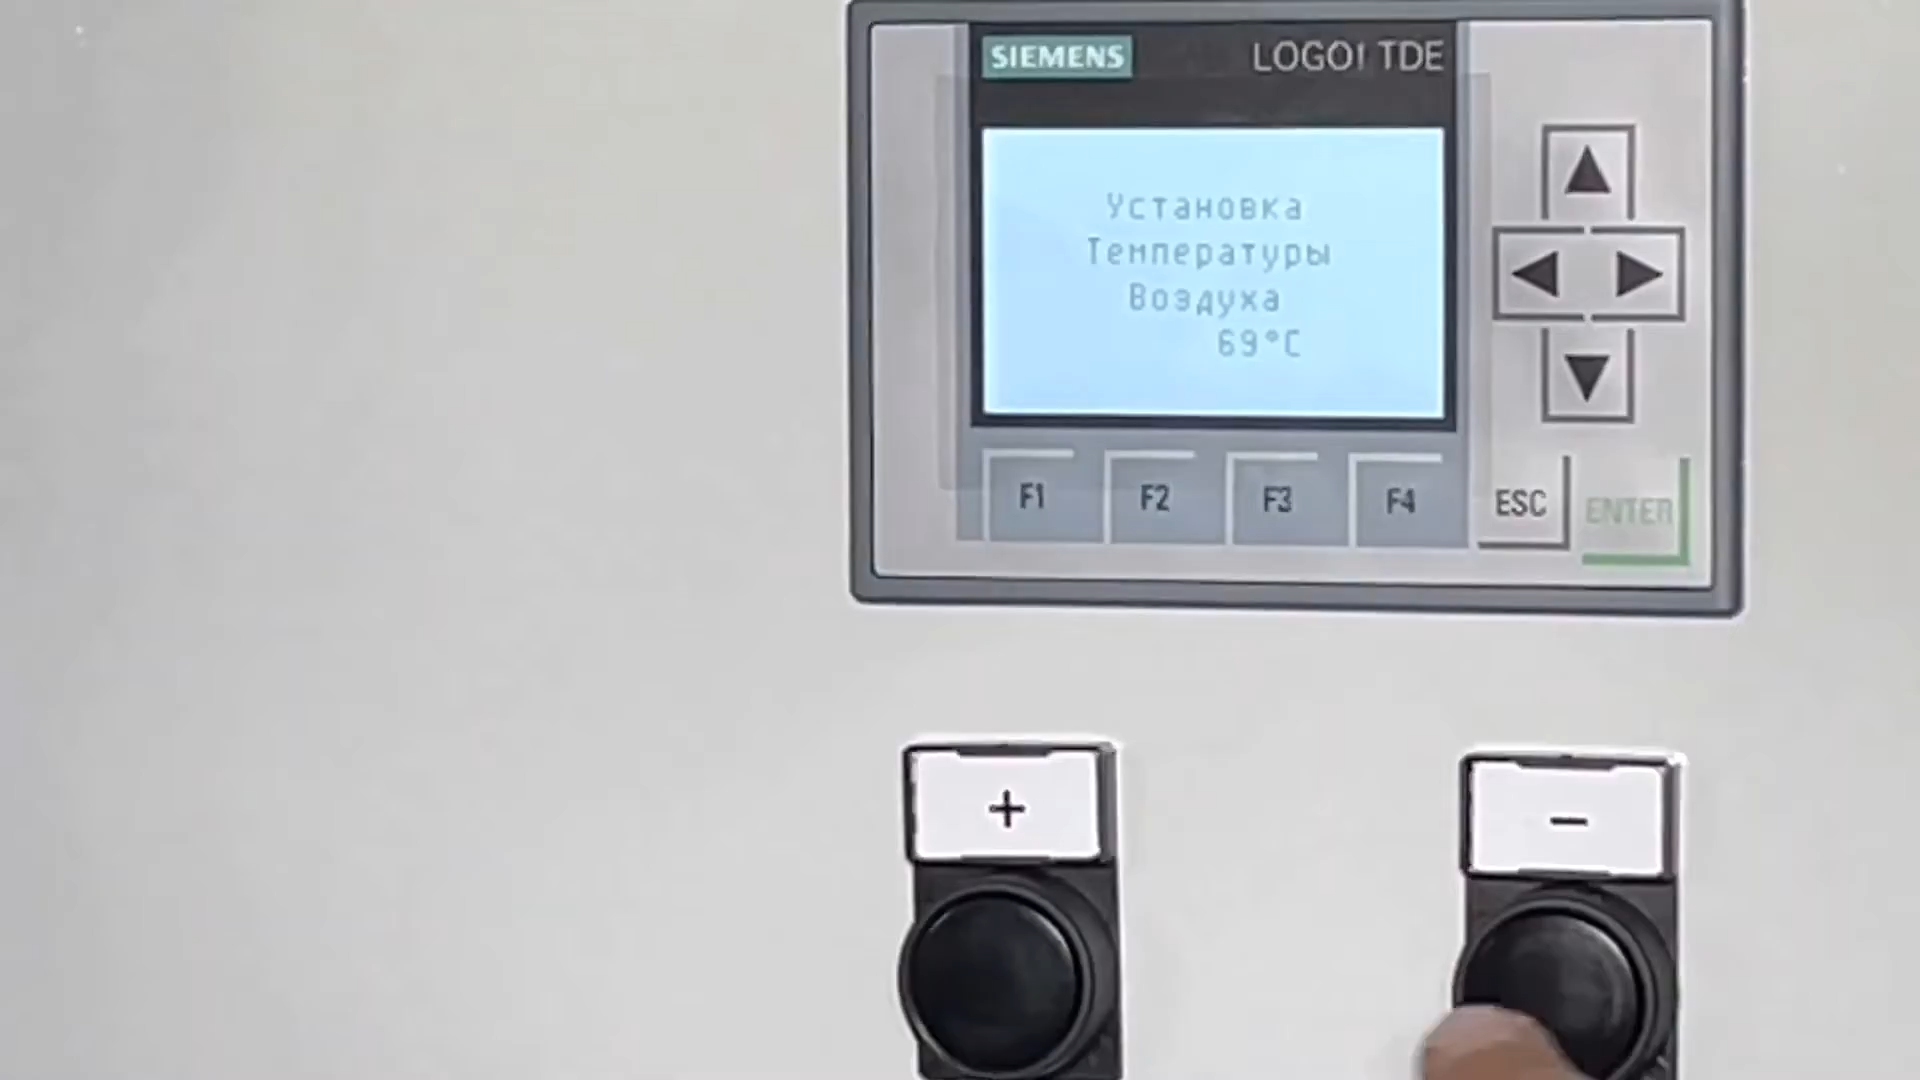 SIEMENS LOGO! TDE
Установка
Температуры
Воздуха
69°C
F1 F2 F3 F4 ESC ENTER
+ −